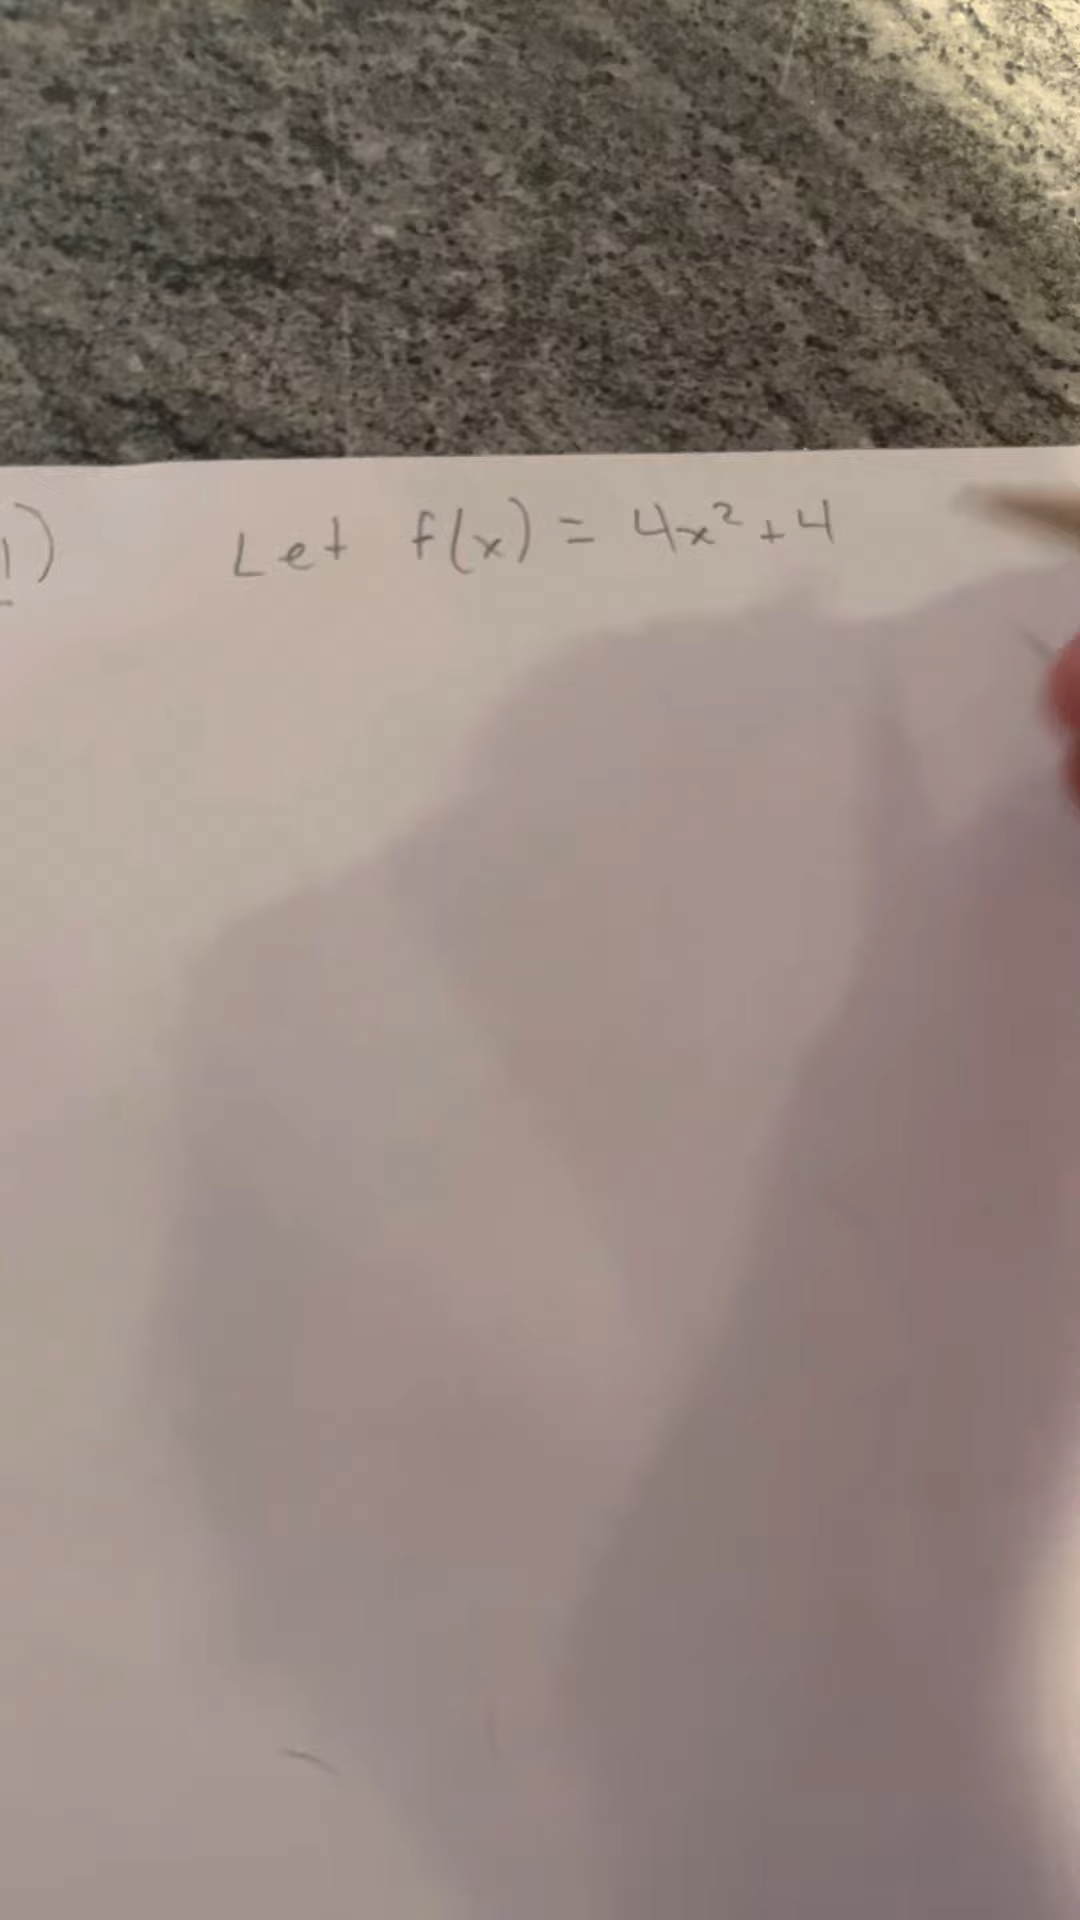 1) Let f(x) = 4x² + 4